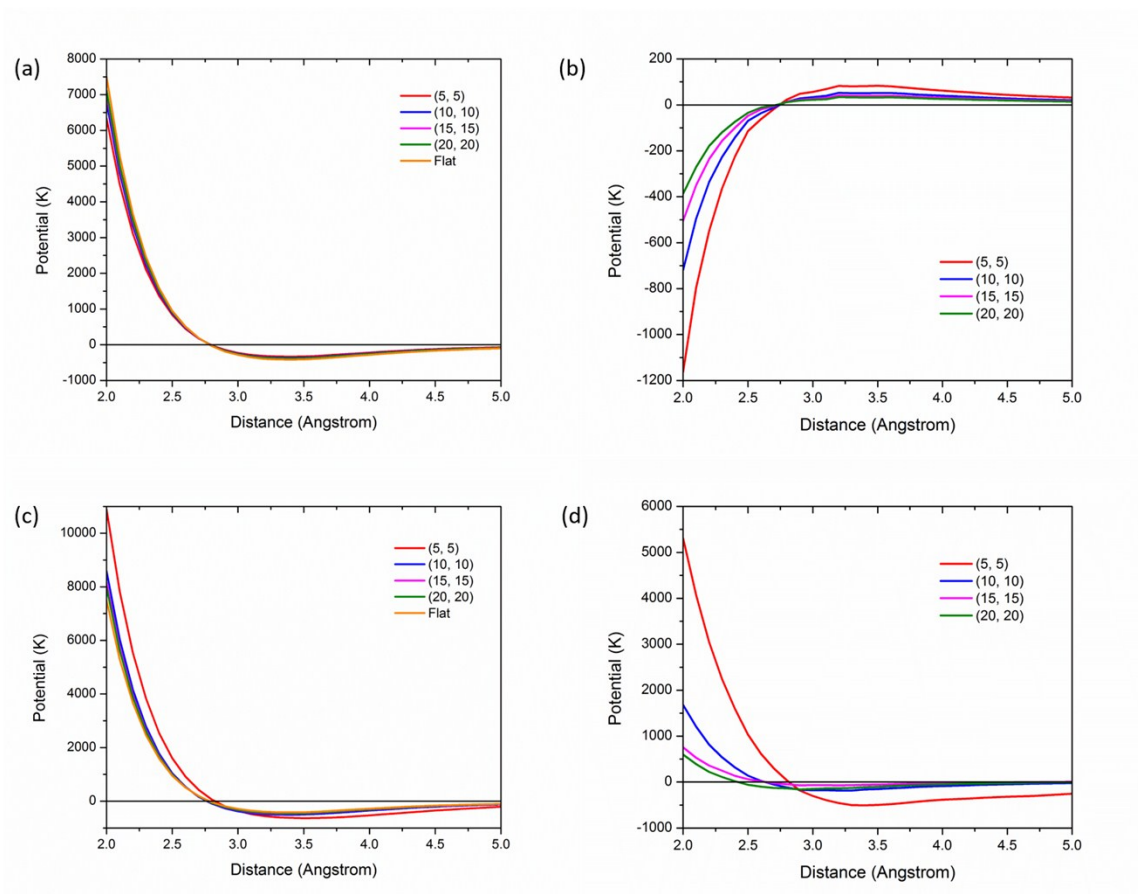 (a)
8000
7000
6000
5000
4000
3000
2000
1000
0
-1000
Potential (K)
(5, 5)
(10, 10)
(15, 15)
(20, 20)
Flat
2.0 2.5 3.0 3.5 4.0 4.5 5.0
Distance (Angstrom)
(b)
200
0
-200
-400
-600
-800
-1000
-1200
Potential (K)
(5, 5)
(10, 10)
(15, 15)
(20, 20)
2.0 2.5 3.0 3.5 4.0 4.5 5.0
Distance (Angstrom)
(c)
10000
8000
6000
4000
2000
0
Potential (K)
(5, 5)
(10, 10)
(15, 15)
(20, 20)
Flat
2.0 2.5 3.0 3.5 4.0 4.5 5.0
Distance (Angstrom)
(d)
6000
5000
4000
3000
2000
1000
0
-1000
Potential (K)
(5, 5)
(10, 10)
(15, 15)
(20, 20)
2.0 2.5 3.0 3.5 4.0 4.5 5.0
Distance (Angstrom)